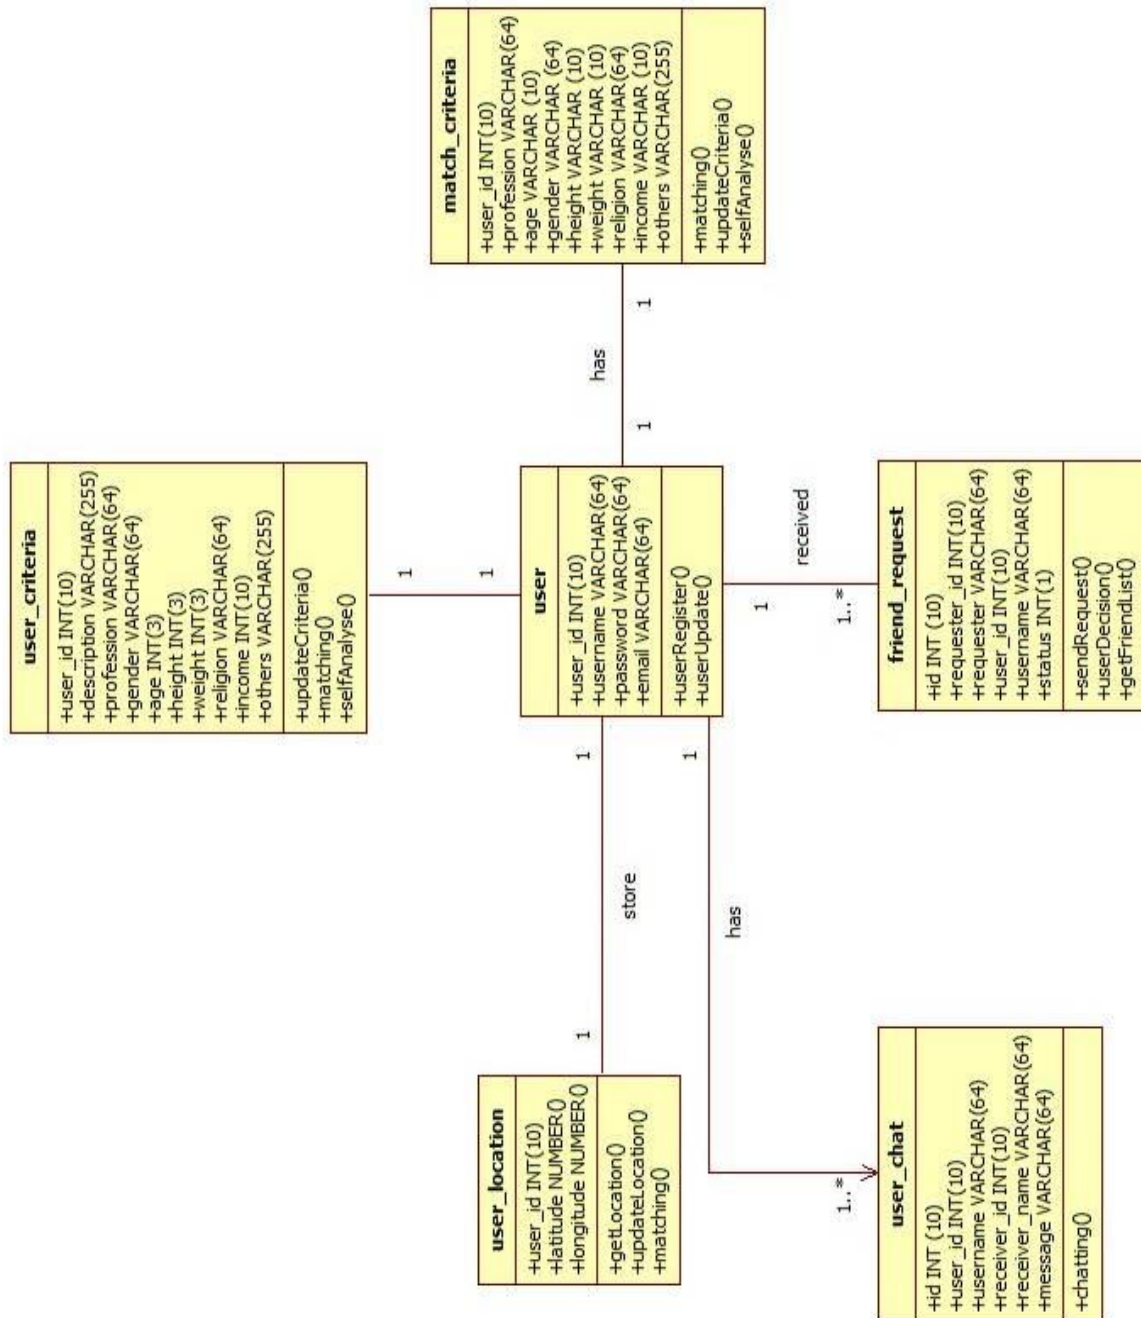 user_criteria
+user_id INT(10)
+description VARCHAR(255)
+profession VARCHAR(64)
+gender VARCHAR(64)
+age INT(3)
+height INT(3)
+weight INT(3)
+religion VARCHAR(64)
+income INT(10)
+others VARCHAR(255)
+updateCriteria()
+matching()
+selfAnalyse()
1
1
user_location
+user_id INT(10)
+latitude NUMBER()
+longitude NUMBER()
+getLocation()
+updateLocation()
+matching()
1
store
1
user
+user_id INT(10)
+username VARCHAR(64)
+password VARCHAR(64)
+email VARCHAR(64)
+userRegister()
+userUpdate()
1
has
1
match_criteria
+user_id INT(10)
+profession VARCHAR(64)
+age VARCHAR (10)
+gender VARCHAR (64)
+height VARCHAR (10)
+weight VARCHAR (10)
+religion VARCHAR(64)
+income VARCHAR (10)
+others VARCHAR(255)
+matching()
+updateCriteria()
+selfAnalyse()
1
has
1..*
user_chat
+id INT (10)
+user_id INT(10)
+username VARCHAR(64)
+receiver_id INT(10)
+receiver_name VARCHAR(64)
+message VARCHAR(64)
+chatting()
1
received
1..*
friend_request
+id INT (10)
+requester_id INT(10)
+requester VARCHAR(64)
+user_id INT(10)
+username VARCHAR(64)
+status INT(1)
+sendRequest()
+userDecision()
+getFriendList()